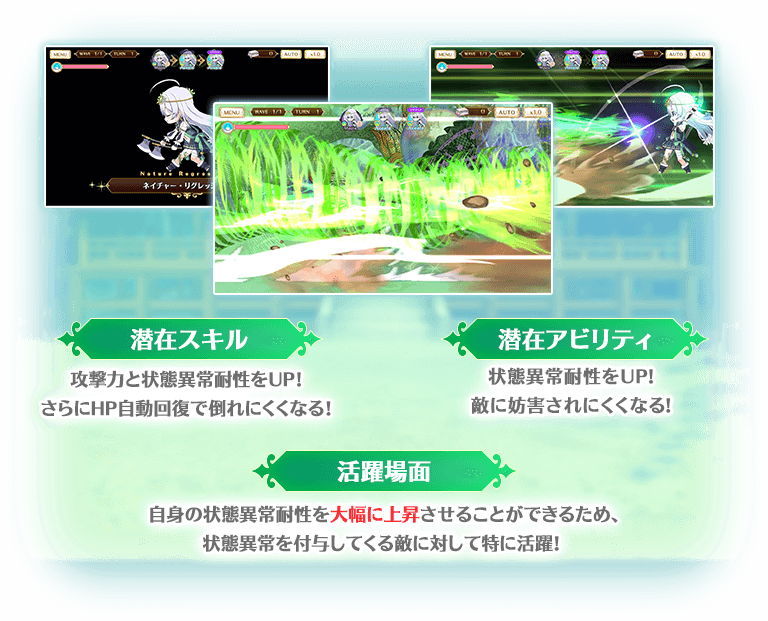 MENU
WAVE 1/1
TURN 1
0
AUTO
x1.0
Nature Regre
ネイチャー・リグレッ
MENU
WAVE 1/1
TURN 1
0
AUTO
x1.0
MENU
WAVE 1/1
TURN 1
0
AUTO
x1.0
潜在スキル
攻撃力と状態異常耐性をUP!
さらにHP自動回復で倒れにくくなる!
潜在アビリティ
状態異常耐性をUP!
敵に妨害されにくくなる!
活躍場面
自身の状態異常耐性を大幅に上昇させることができるため、
状態異常を付与してくる敵に対して特に活躍!